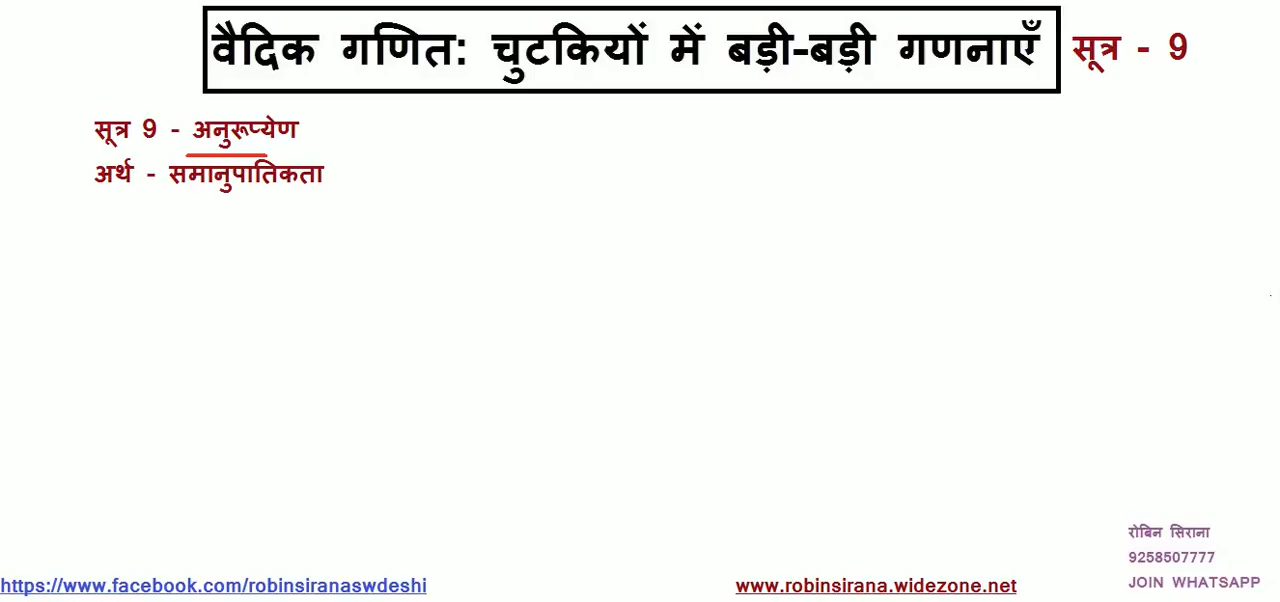 वैदिक गणित: चुटकियों में बड़ी-बड़ी गणनाएँ सूत्र - 9
सूत्र 9 - अनुरूप्येण
अर्थ - समानुपातिकता
रोबिन सिराना
9258507777
JOIN WHATSAPP
https://www.facebook.com/robinsiranaswdeshi
www.robinsirana.widezone.net